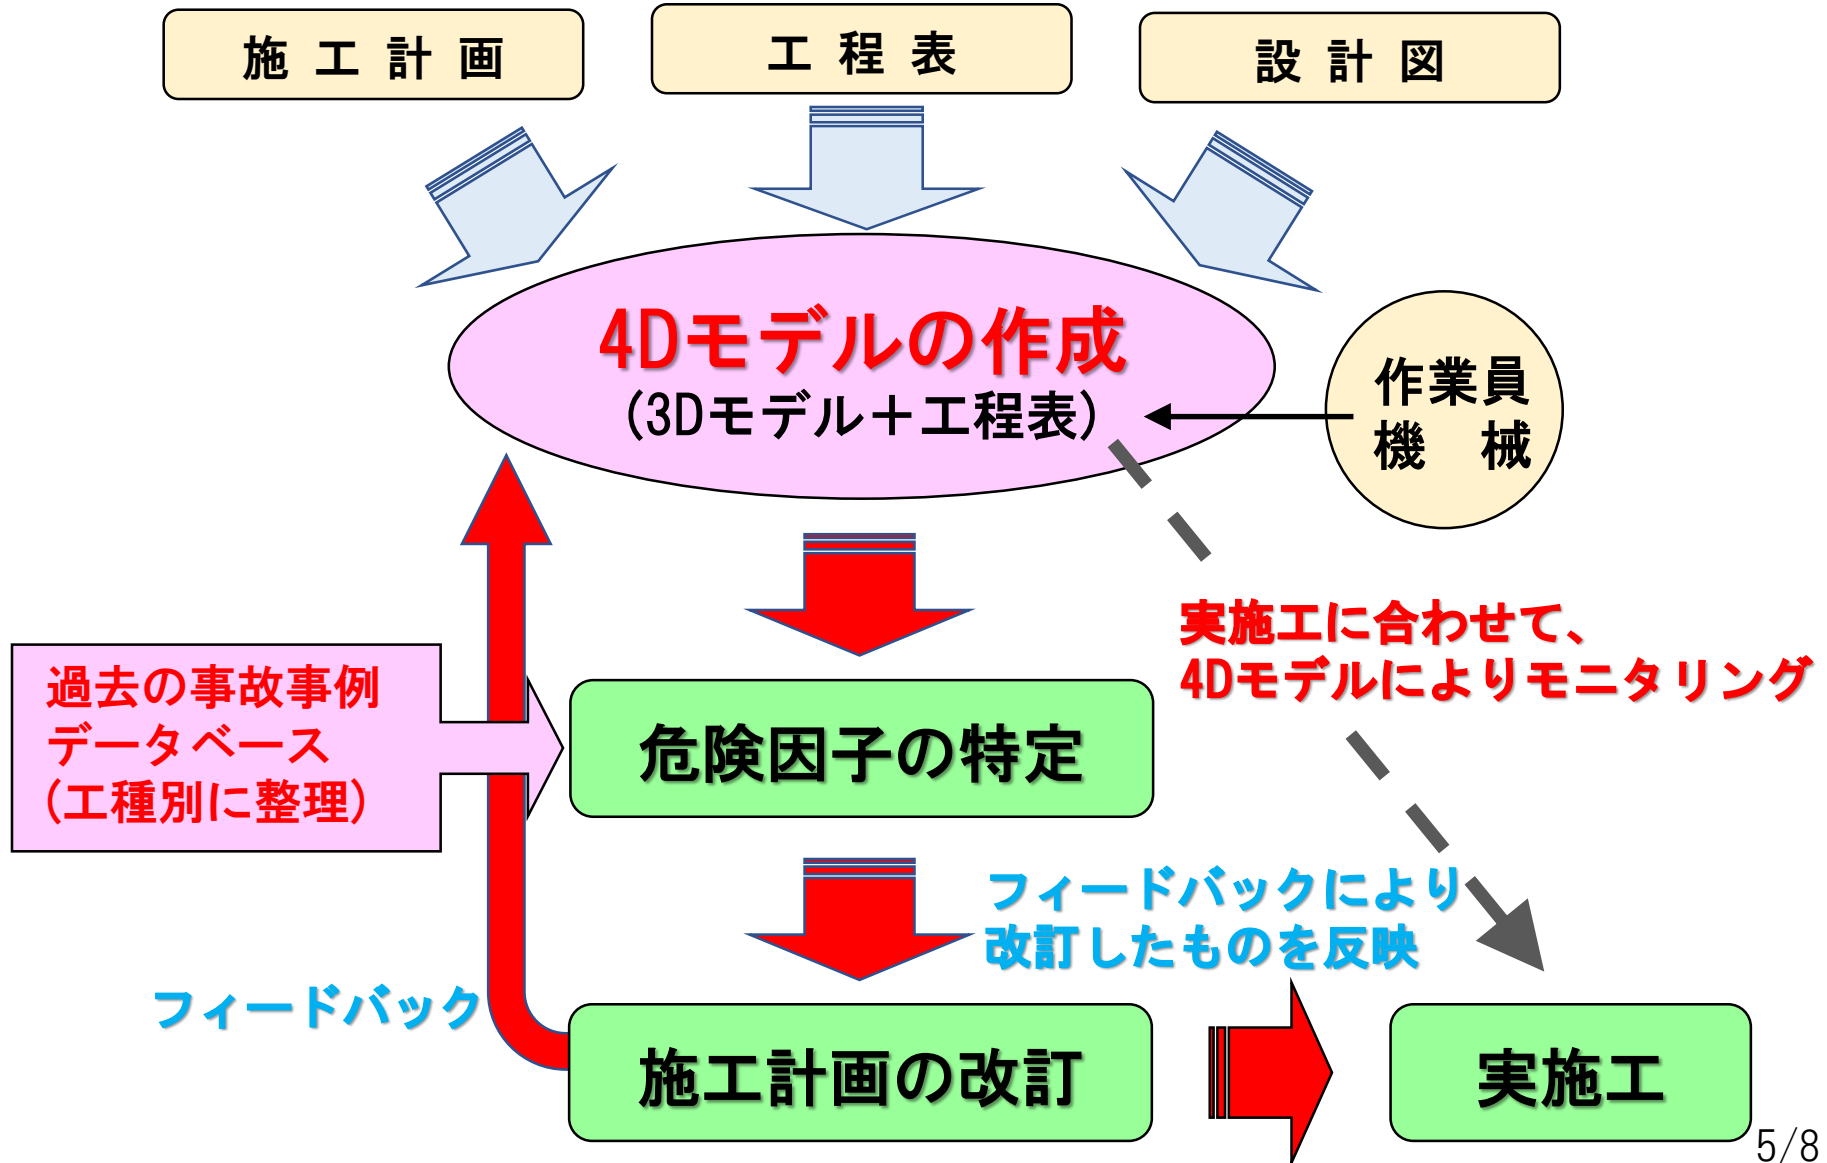 施工計画
工程表
設計図
4Dモデルの作成
(3Dモデル＋工程表)
作業員
機 械
実施工に合わせて、
4Dモデルによりモニタリング
過去の事故事例
データベース
(工種別に整理)
危険因子の特定
フィードバックにより
改訂したものを反映
フィードバック
施工計画の改訂
実施工
5/8